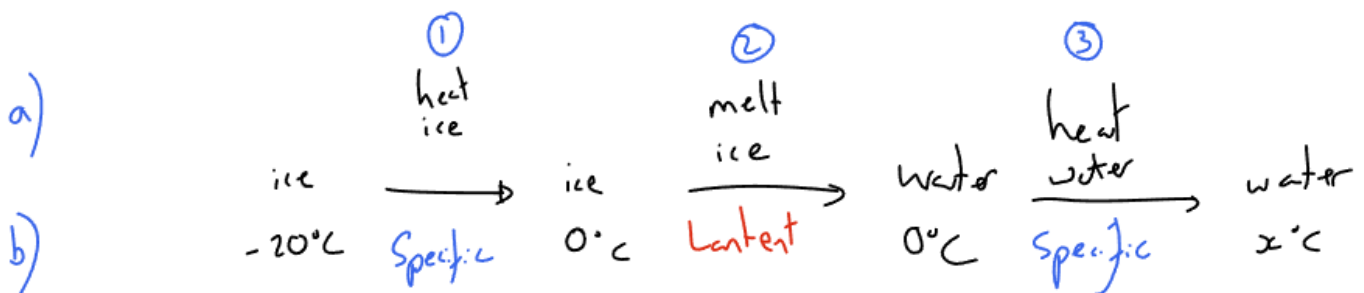 ① ② ③
a) heat melt heat
ice ice water
ice ice water water
b) -20°C Specific 0°C Lantent 0°C Specific x°C